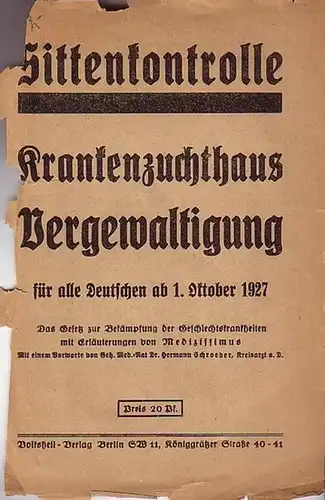 Sittenkontrolle
Krankenzuchthaus
Vergewaltigung
für alle Deutschen ab 1. Oktober 1927
Das Gesetz zur Bekämpfung der Geschlechtskrankheiten
mit Erläuterungen von Medizissimus
Mit einem Vorworte von Geh. Med.-Rat Dr. Hermann Schroeder, Kreisarzt a. D.
Preis 20 Pf.
Volksheil-Verlag Berlin SW 11, Königgrätzer Straße 40-41